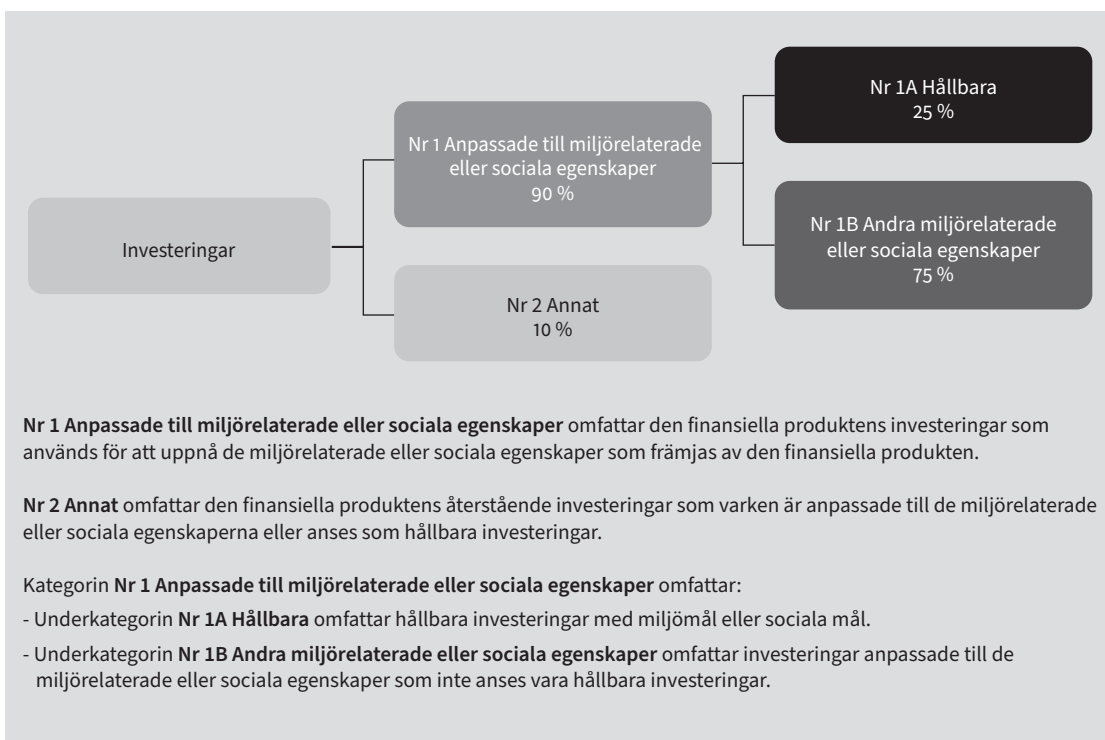 Investeringar
Nr 1 Anpassade till miljörelaterade
eller sociala egenskaper
90 %
Nr 2 Annat
10 %
Nr 1A Hållbara
25 %
Nr 1B Andra miljörelaterade
eller sociala egenskaper
75 %
Nr 1 Anpassade till miljörelaterade eller sociala egenskaper omfattar den finansiella produktens investeringar som
används för att uppnå de miljörelaterade eller sociala egenskaper som främjas av den finansiella produkten.
Nr 2 Annat omfattar den finansiella produktens återstående investeringar som varken är anpassade till de miljörelaterade
eller sociala egenskaperna eller anses som hållbara investeringar.
Kategorin Nr 1 Anpassade till miljörelaterade eller sociala egenskaper omfattar:
- Underkategorin Nr 1A Hållbara omfattar hållbara investeringar med miljömål eller sociala mål.
- Underkategorin Nr 1B Andra miljörelaterade eller sociala egenskaper omfattar investeringar anpassade till de
miljörelaterade eller sociala egenskaper som inte anses vara hållbara investeringar.